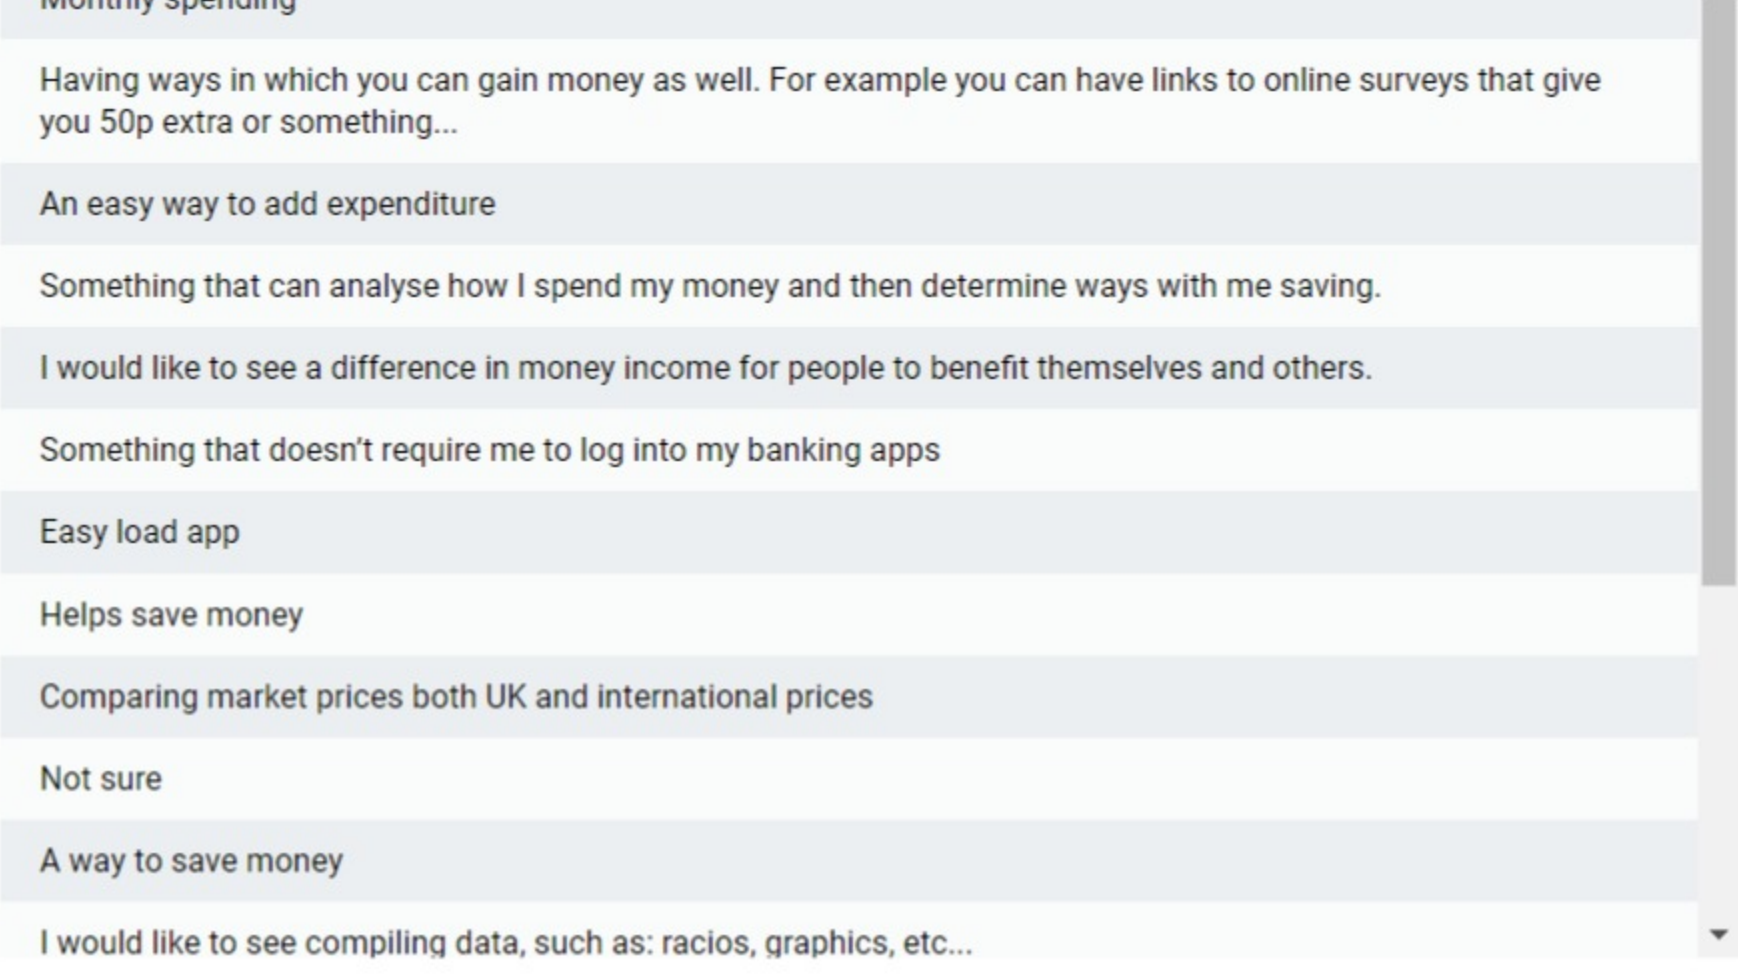 Monthly spending
Having ways in which you can gain money as well. For example you can have links to online surveys that give
you 50p extra or something...
An easy way to add expenditure
Something that can analyse how I spend my money and then determine ways with me saving.
I would like to see a difference in money income for people to benefit themselves and others.
Something that doesn’t require me to log into my banking apps
Easy load app
Helps save money
Comparing market prices both UK and international prices
Not sure
A way to save money
I would like to see compiling data, such as: racios, graphics, etc...